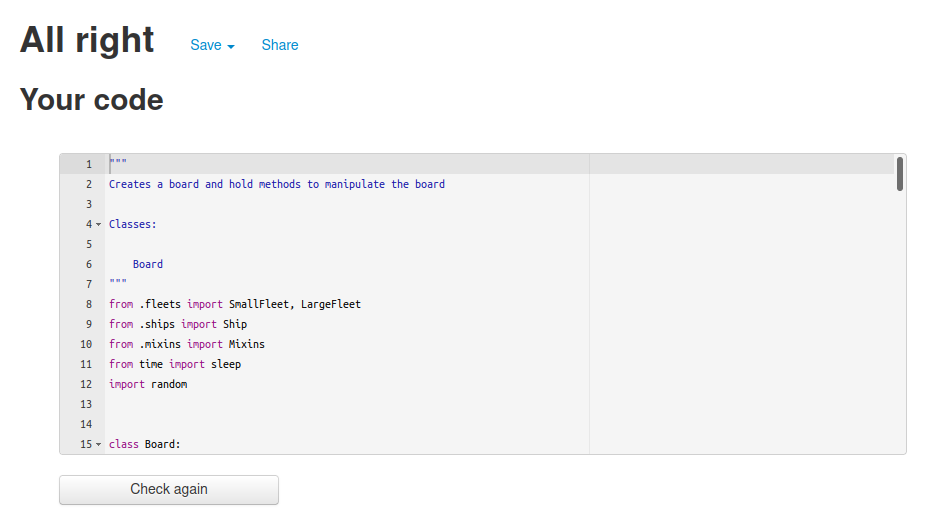 All right Save Share
Your code
1 """
2 Creates a board and hold methods to manipulate the board
3
4 Classes:
5
6 Board
7 """
8 from .fleets import SmallFleet, LargeFleet
9 from .ships import Ship
10 from .mixins import Mixins
11 from time import sleep
12 import random
13
14
15 class Board:
Check again